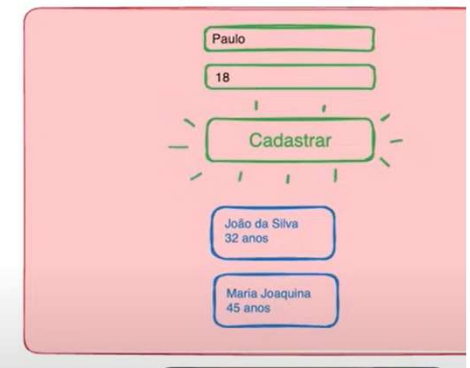 Paulo
18
Cadastrar
João da Silva
32 anos
Maria Joaquina
45 anos